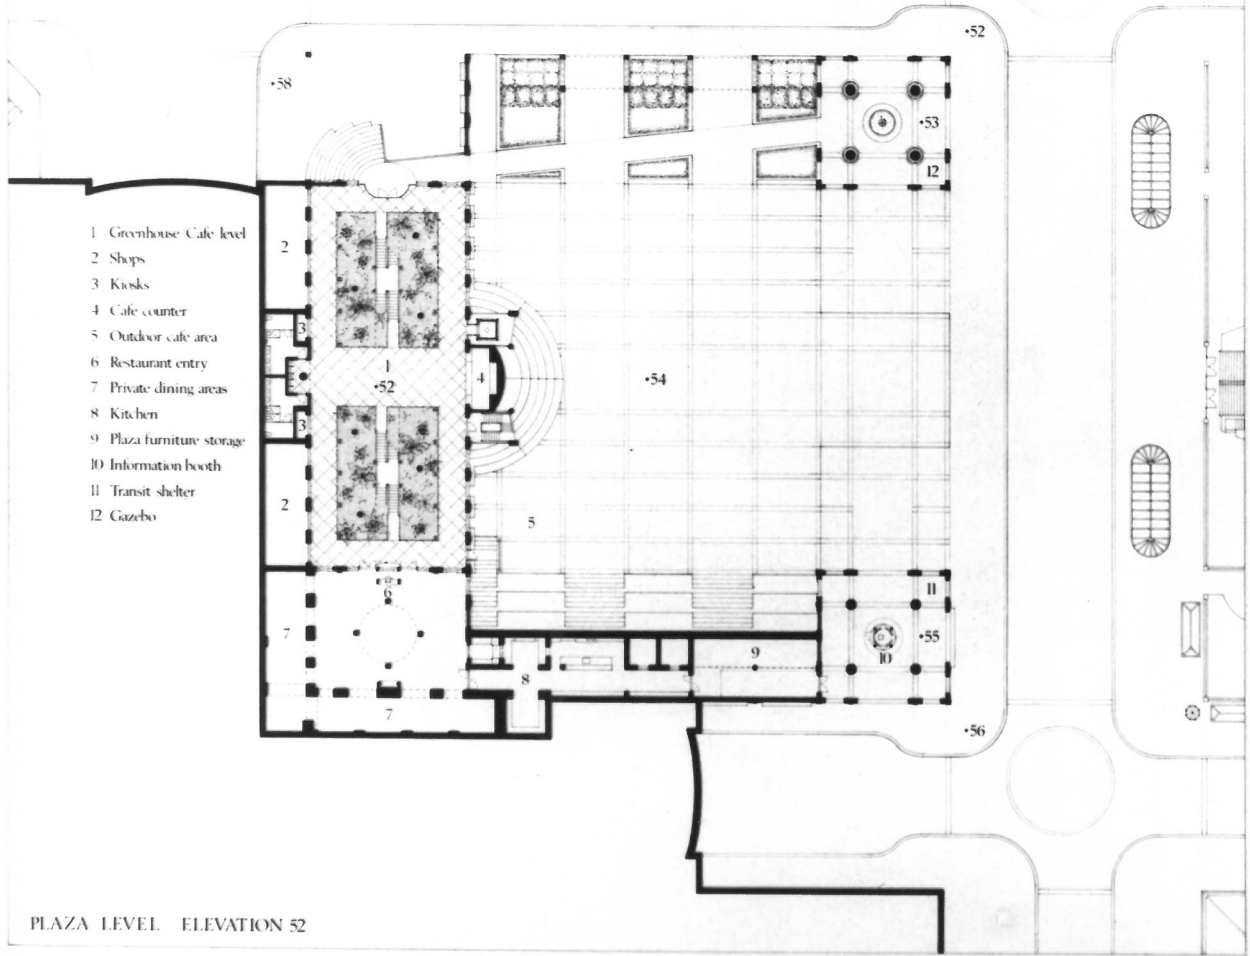 +52
+58
+53
12
1 Greenhouse Cafe level
2 Shops
3 Kiosks
4 Cafe counter
5 Outdoor cafe area
6 Restaurant entry
7 Private dining areas
8 Kitchen
9 Plaza furniture storage
10 Information booth
11 Transit shelter
12 Gazebo
2
3
1
+52
4
+54
3
2
5
6
11
7
9
+55
10
8
7
+56
PLAZA LEVEL ELEVATION 52